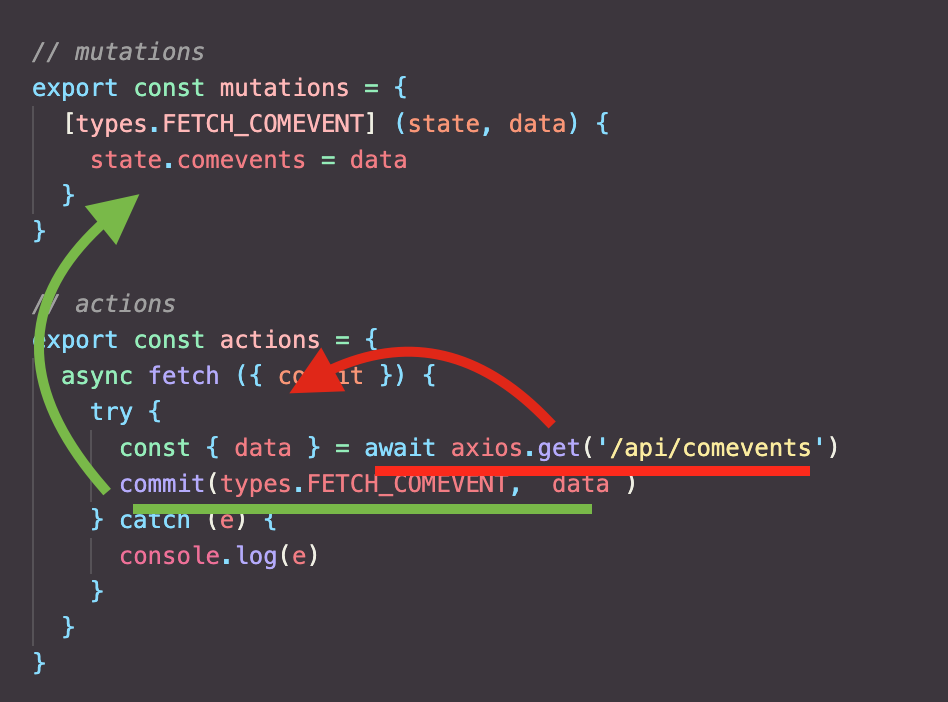 // mutations
export const mutations = {
[types.FETCH_COMEVENT] (state, data) {
state.comevents = data
}
}
// actions
export const actions = {
async fetch ({ commit }) {
try {
const { data } = await axios.get('/api/comevents')
commit(types.FETCH_COMEVENT,  data )
} catch (e) {
console.log(e)
}
}
}